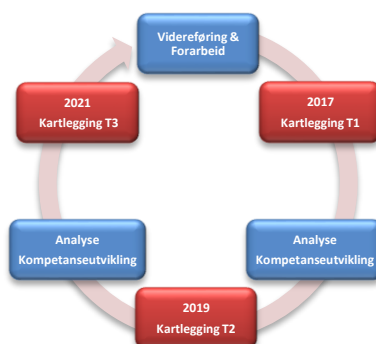 Videreføring &
Forarbeid
2017
Kartlegging T1
Analyse
Kompetanseutvikling
2019
Kartlegging T2
Analyse
Kompetanseutvikling
2021
Kartlegging T3